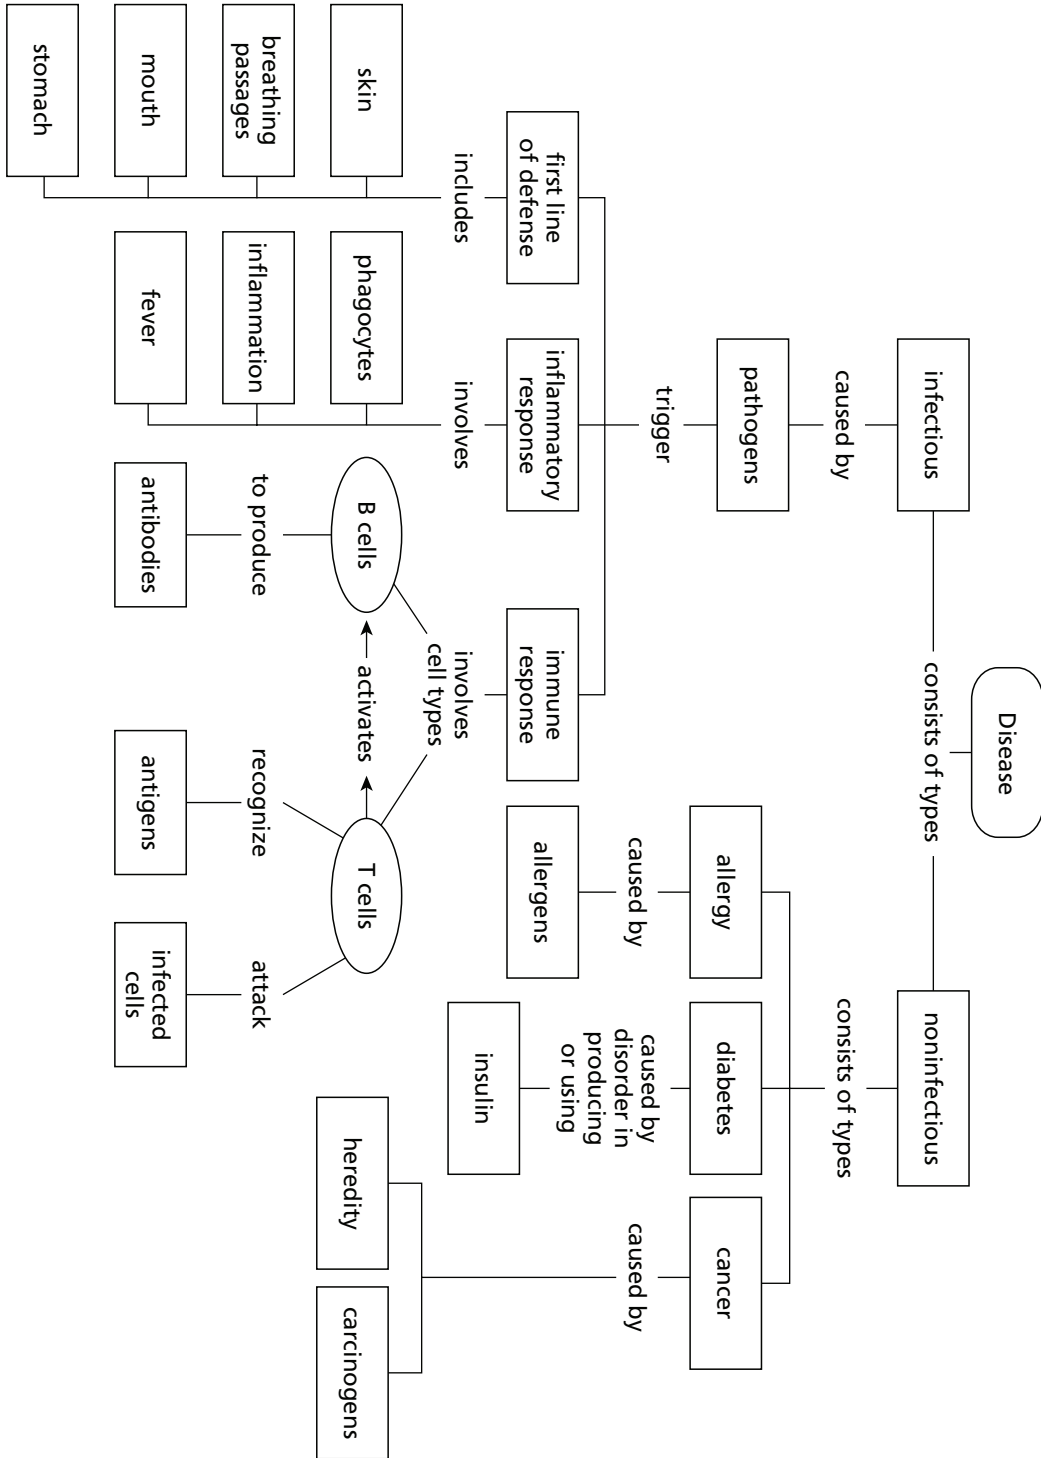 Disease
consists of types
infectious
noninfectious
caused by
consists of types
pathogens
allergy
diabetes
cancer
trigger
caused by
caused by
disorder in
producing
or using
caused by
first line
of defense
inflammatory
response
immune
response
allergens
insulin
includes
involves
involves
cell types
skin
phagocytes
B cells
activates
T cells
heredity
carcinogens
breathing
passages
inflammation
to produce
recognize
attack
mouth
fever
antibodies
antigens
infected
cells
stomach